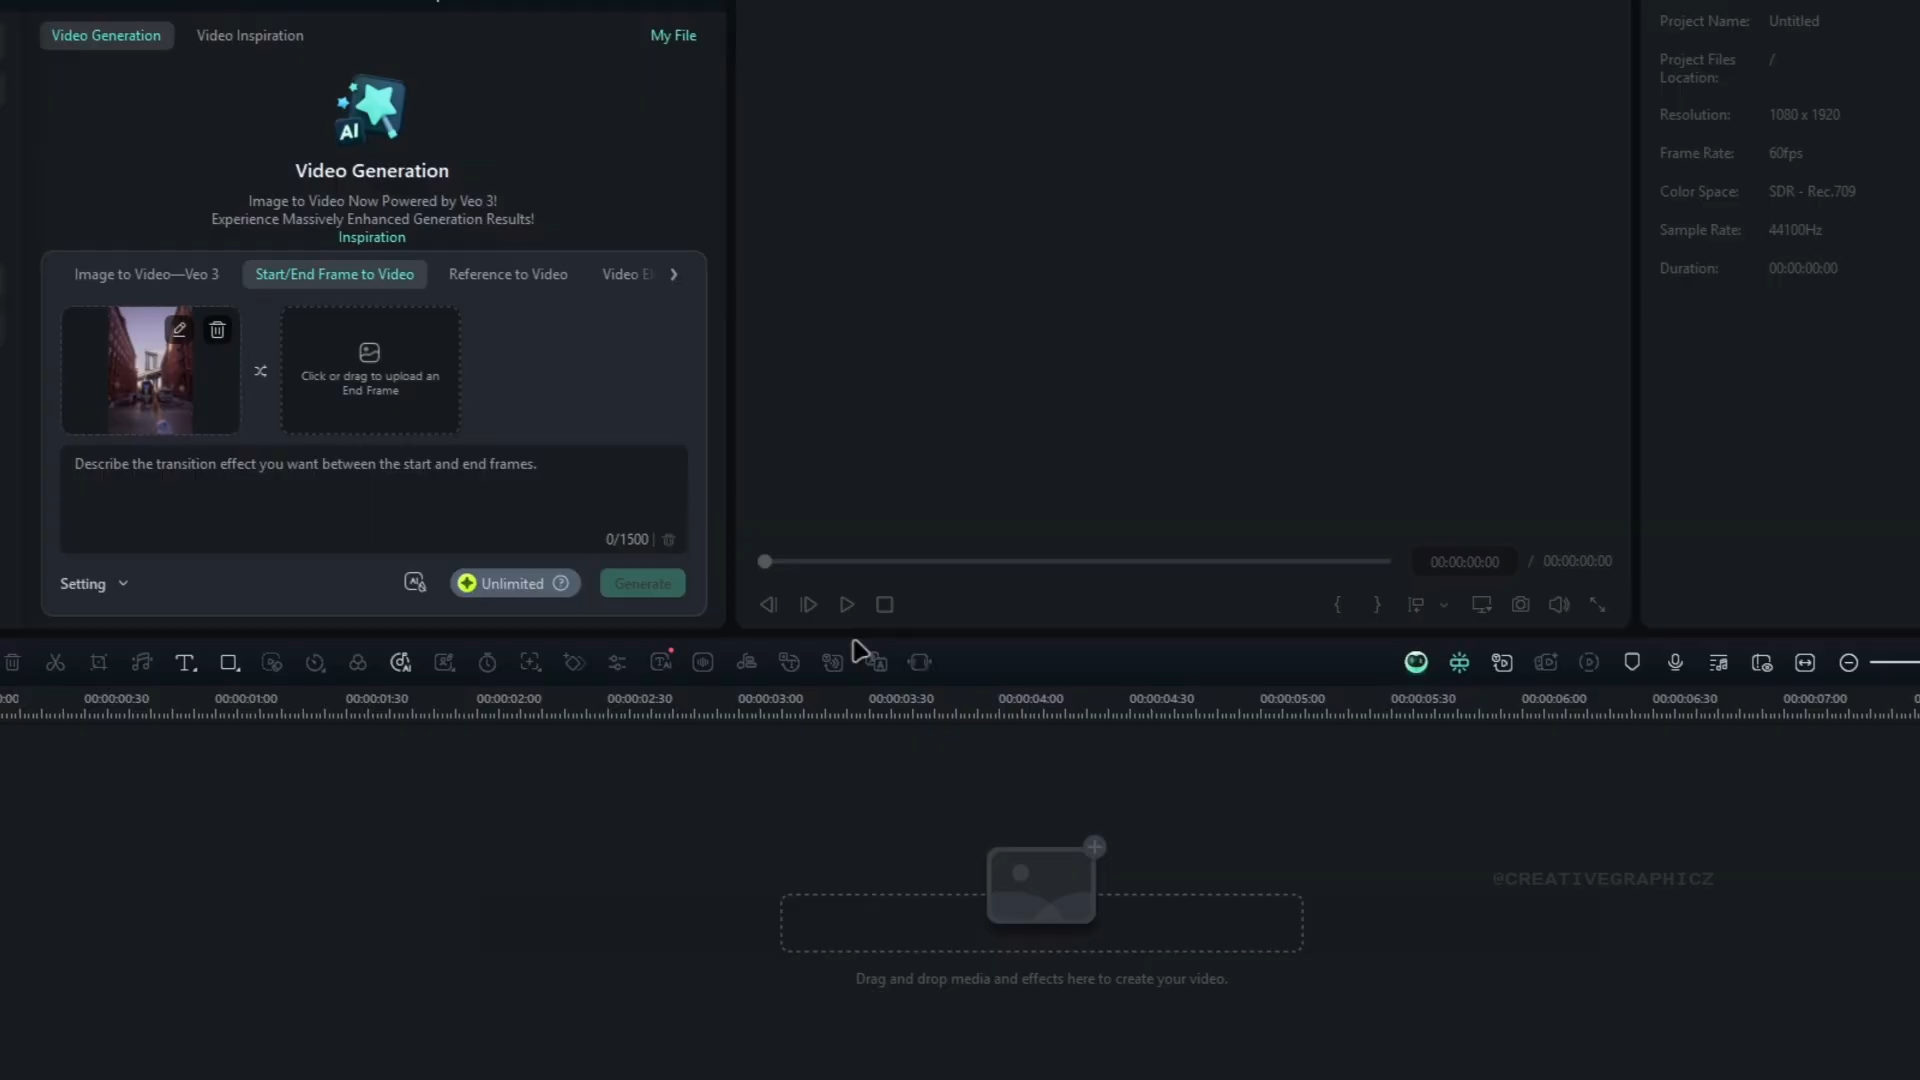 Video Generation
Video Inspiration
My File
AI
Video Generation
Image to Video Now Powered by Veo 3!
Experience Massively Enhanced Generation Results!
Inspiration
Image to Video—Veo 3
Start/End Frame to Video
Reference to Video
Video
Click or drag to upload an
End Frame
Describe the transition effect you want between the start and end frames.
0/1500
Setting
Unlimited
Generate
Project Name: Untitled
Project Files
Location: /
Resolution: 1080 x 1920
Frame Rate: 60fps
Color Space: SDR - Rec.709
Sample Rate: 44100Hz
Duration: 00:00:00:00
00:00:00:00 / 00:00:00:00
:00 00:00:00:30 00:00:01:00 00:00:01:30 00:00:02:00 00:00:02:30 00:00:03:00 00:00:03:30 00:00:04:00 00:00:04:30 00:00:05:00 00:00:05:30 00:00:06:00 00:00:06:30 00:00:07:00
@CREATIVEGRAPHICZ
Drag and drop media and effects here to create your video.